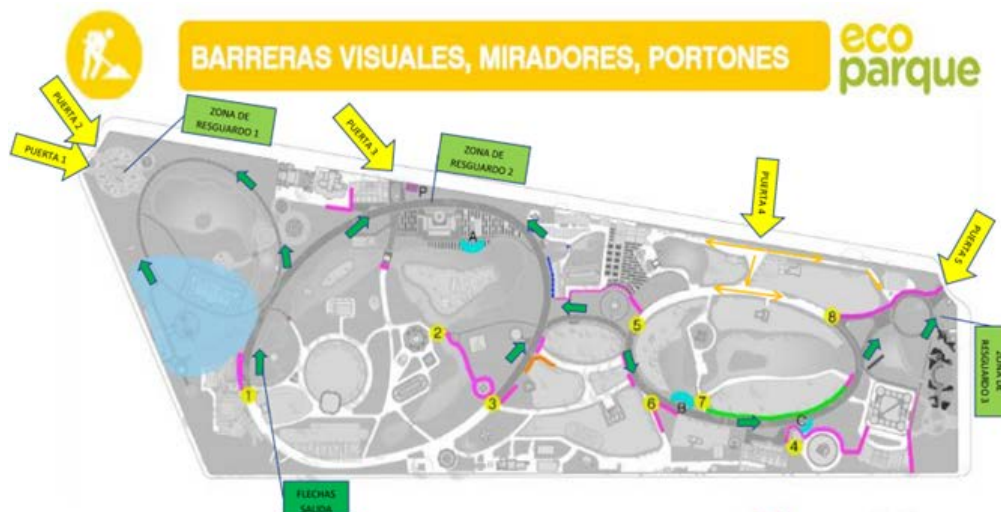 BARRERAS VISUALES, MIRADORES, PORTONES
eco
parque
PUERTA 2
PUERTA 1
ZONA DE
RESGUARDO 1
PUERTA 3
ZONA DE
RESGUARDO 2
PUERTA 4
PUERTA 5
P
A
2
5
8
1
3
6
B
7
C
4
ZONA DE
RESGUARDO 3
FLECHAS
SALIDA